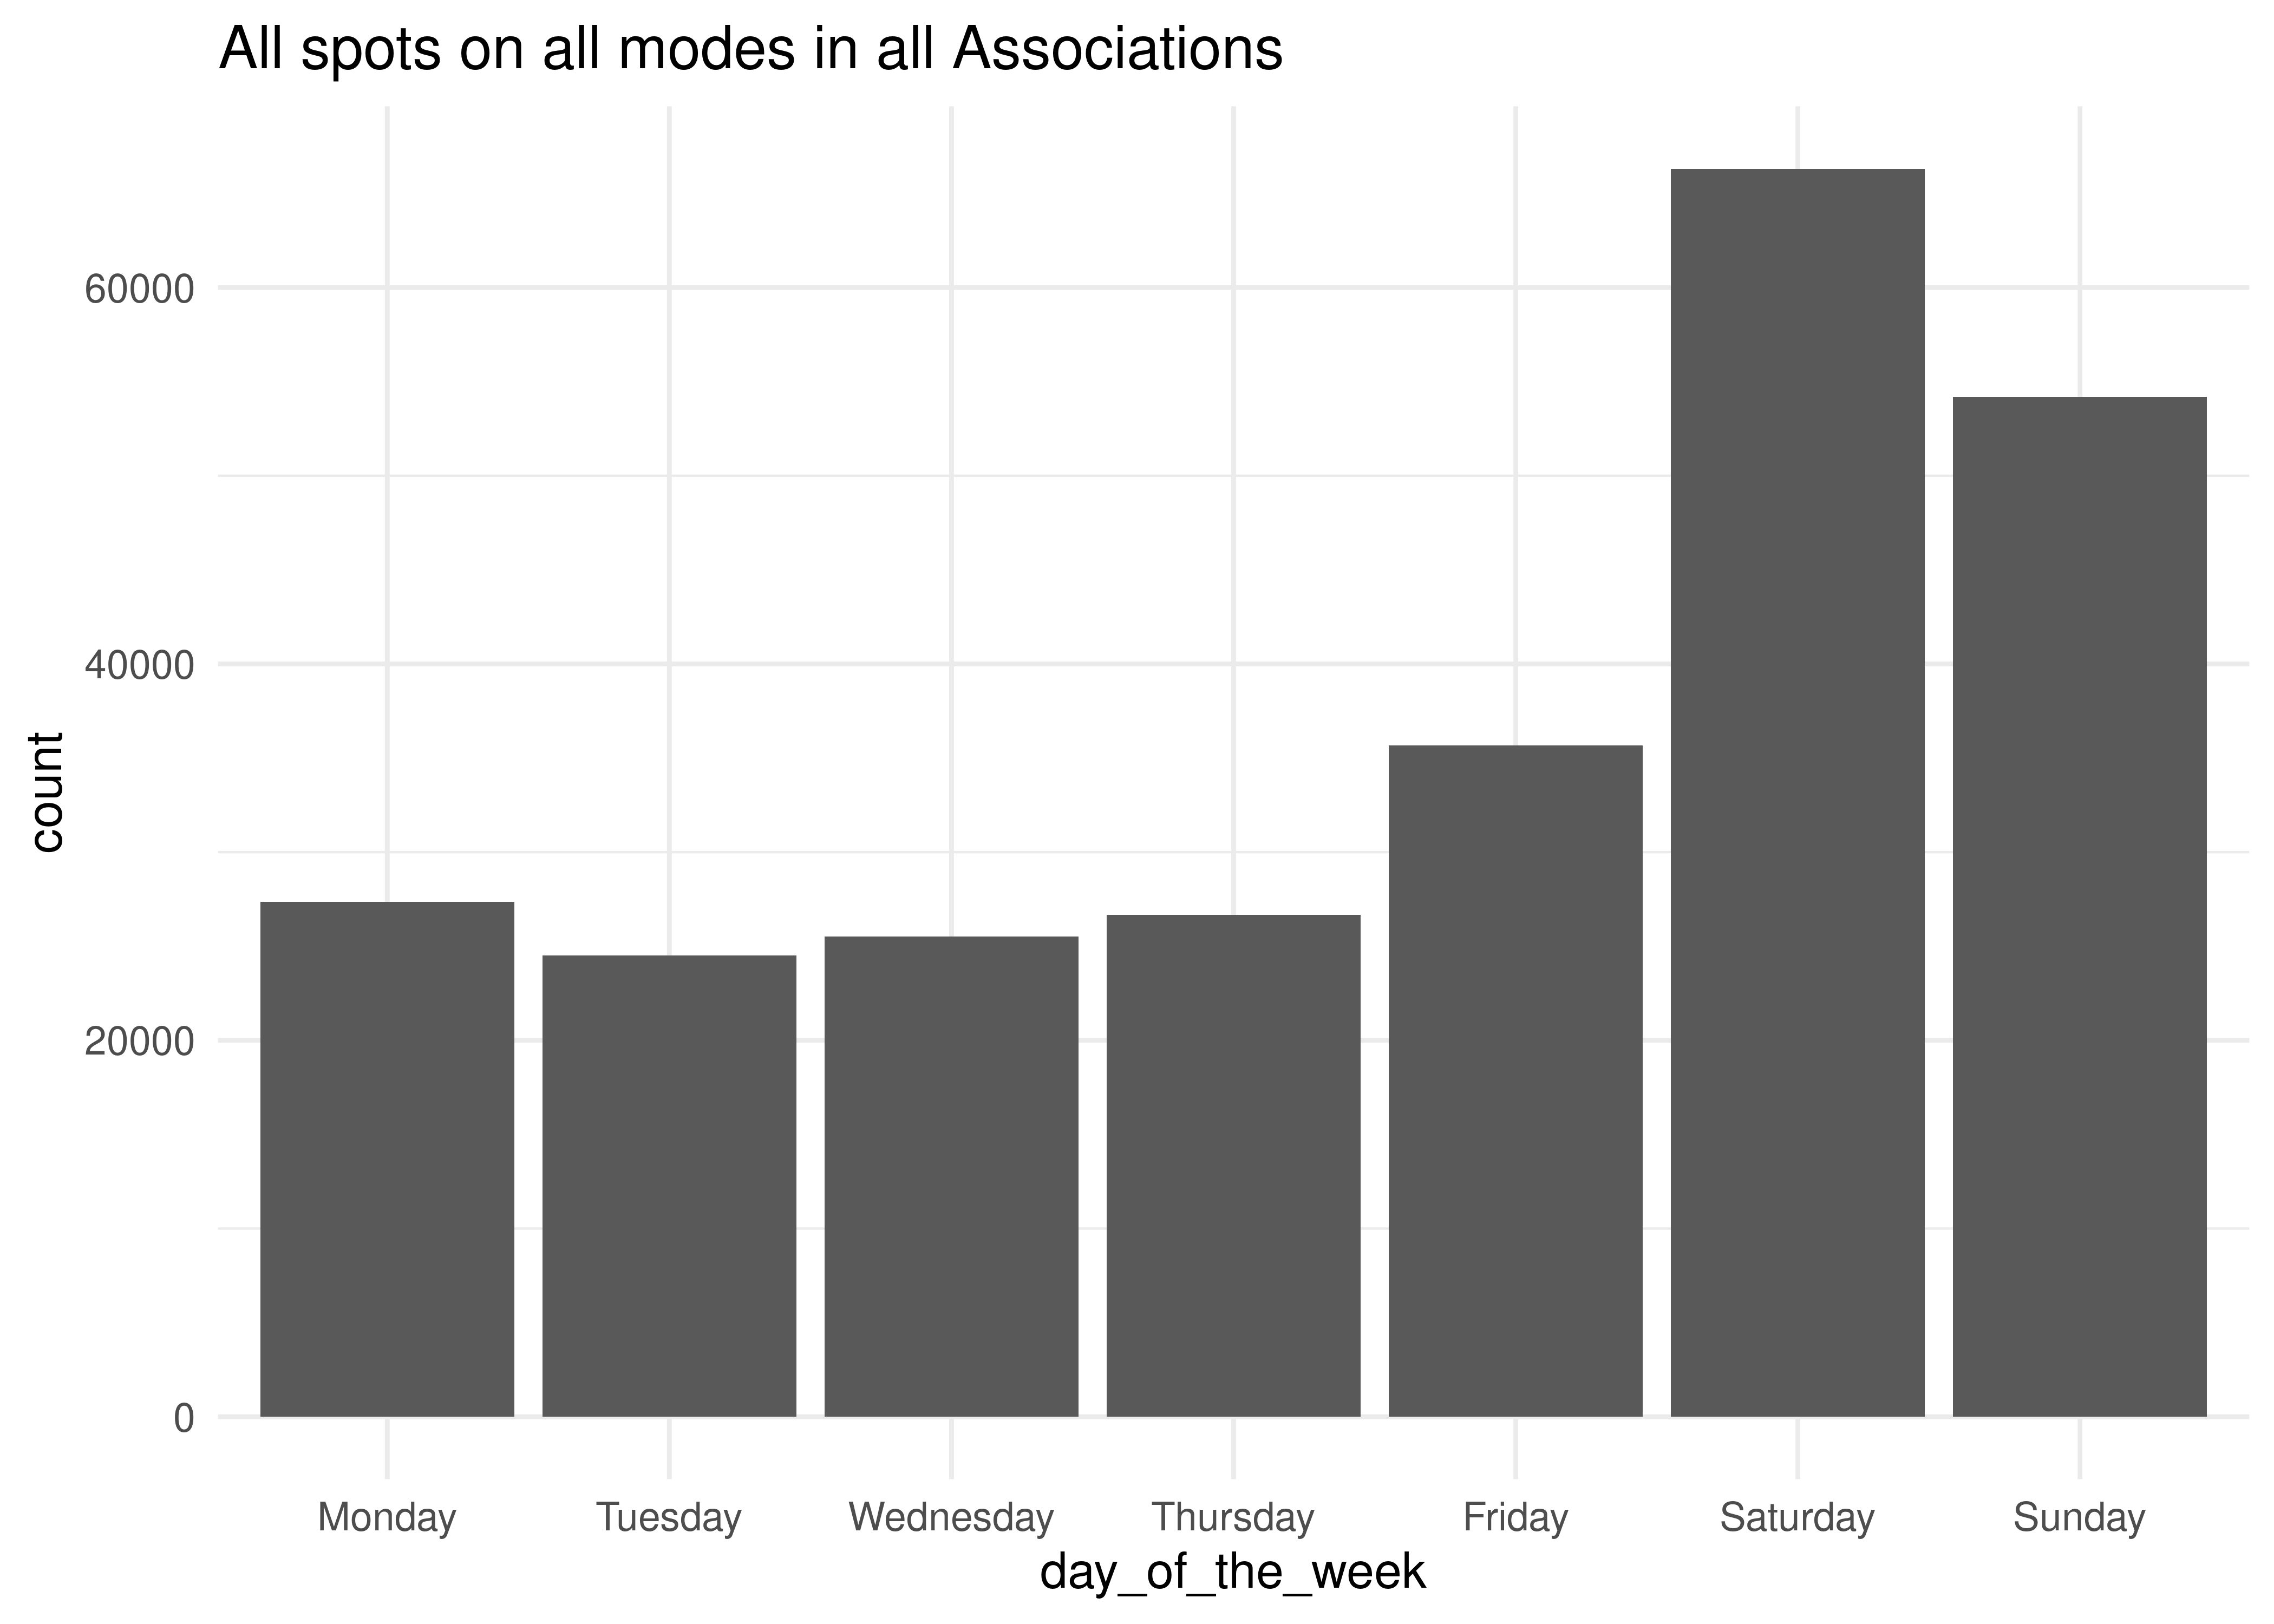 All spots on all modes in all Associations
60000
40000
20000
0
count
Monday Tuesday Wednesday Thursday Friday Saturday Sunday
day_of_the_week